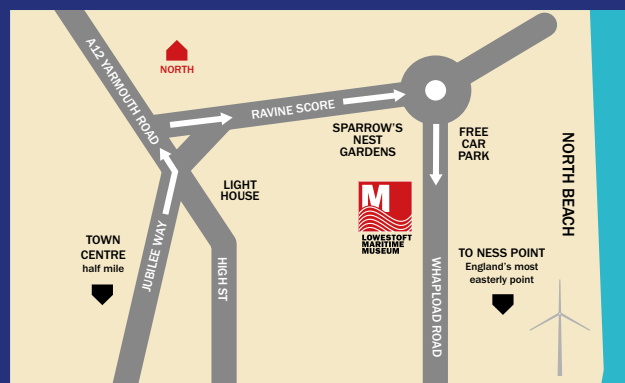 A12 YARMOUTH ROAD
NORTH
RAVINE SCORE
SPARROW'S
NEST
GARDENS
FREE
CAR
PARK
NORTH BEACH
LIGHT
HOUSE
M
LOWESTOFT
MARITIME
MUSEUM
TOWN
CENTRE
half mile
JUBILEE WAY
HIGH ST
WHAPLOAD ROAD
TO NESS POINT
England's most
easterly point